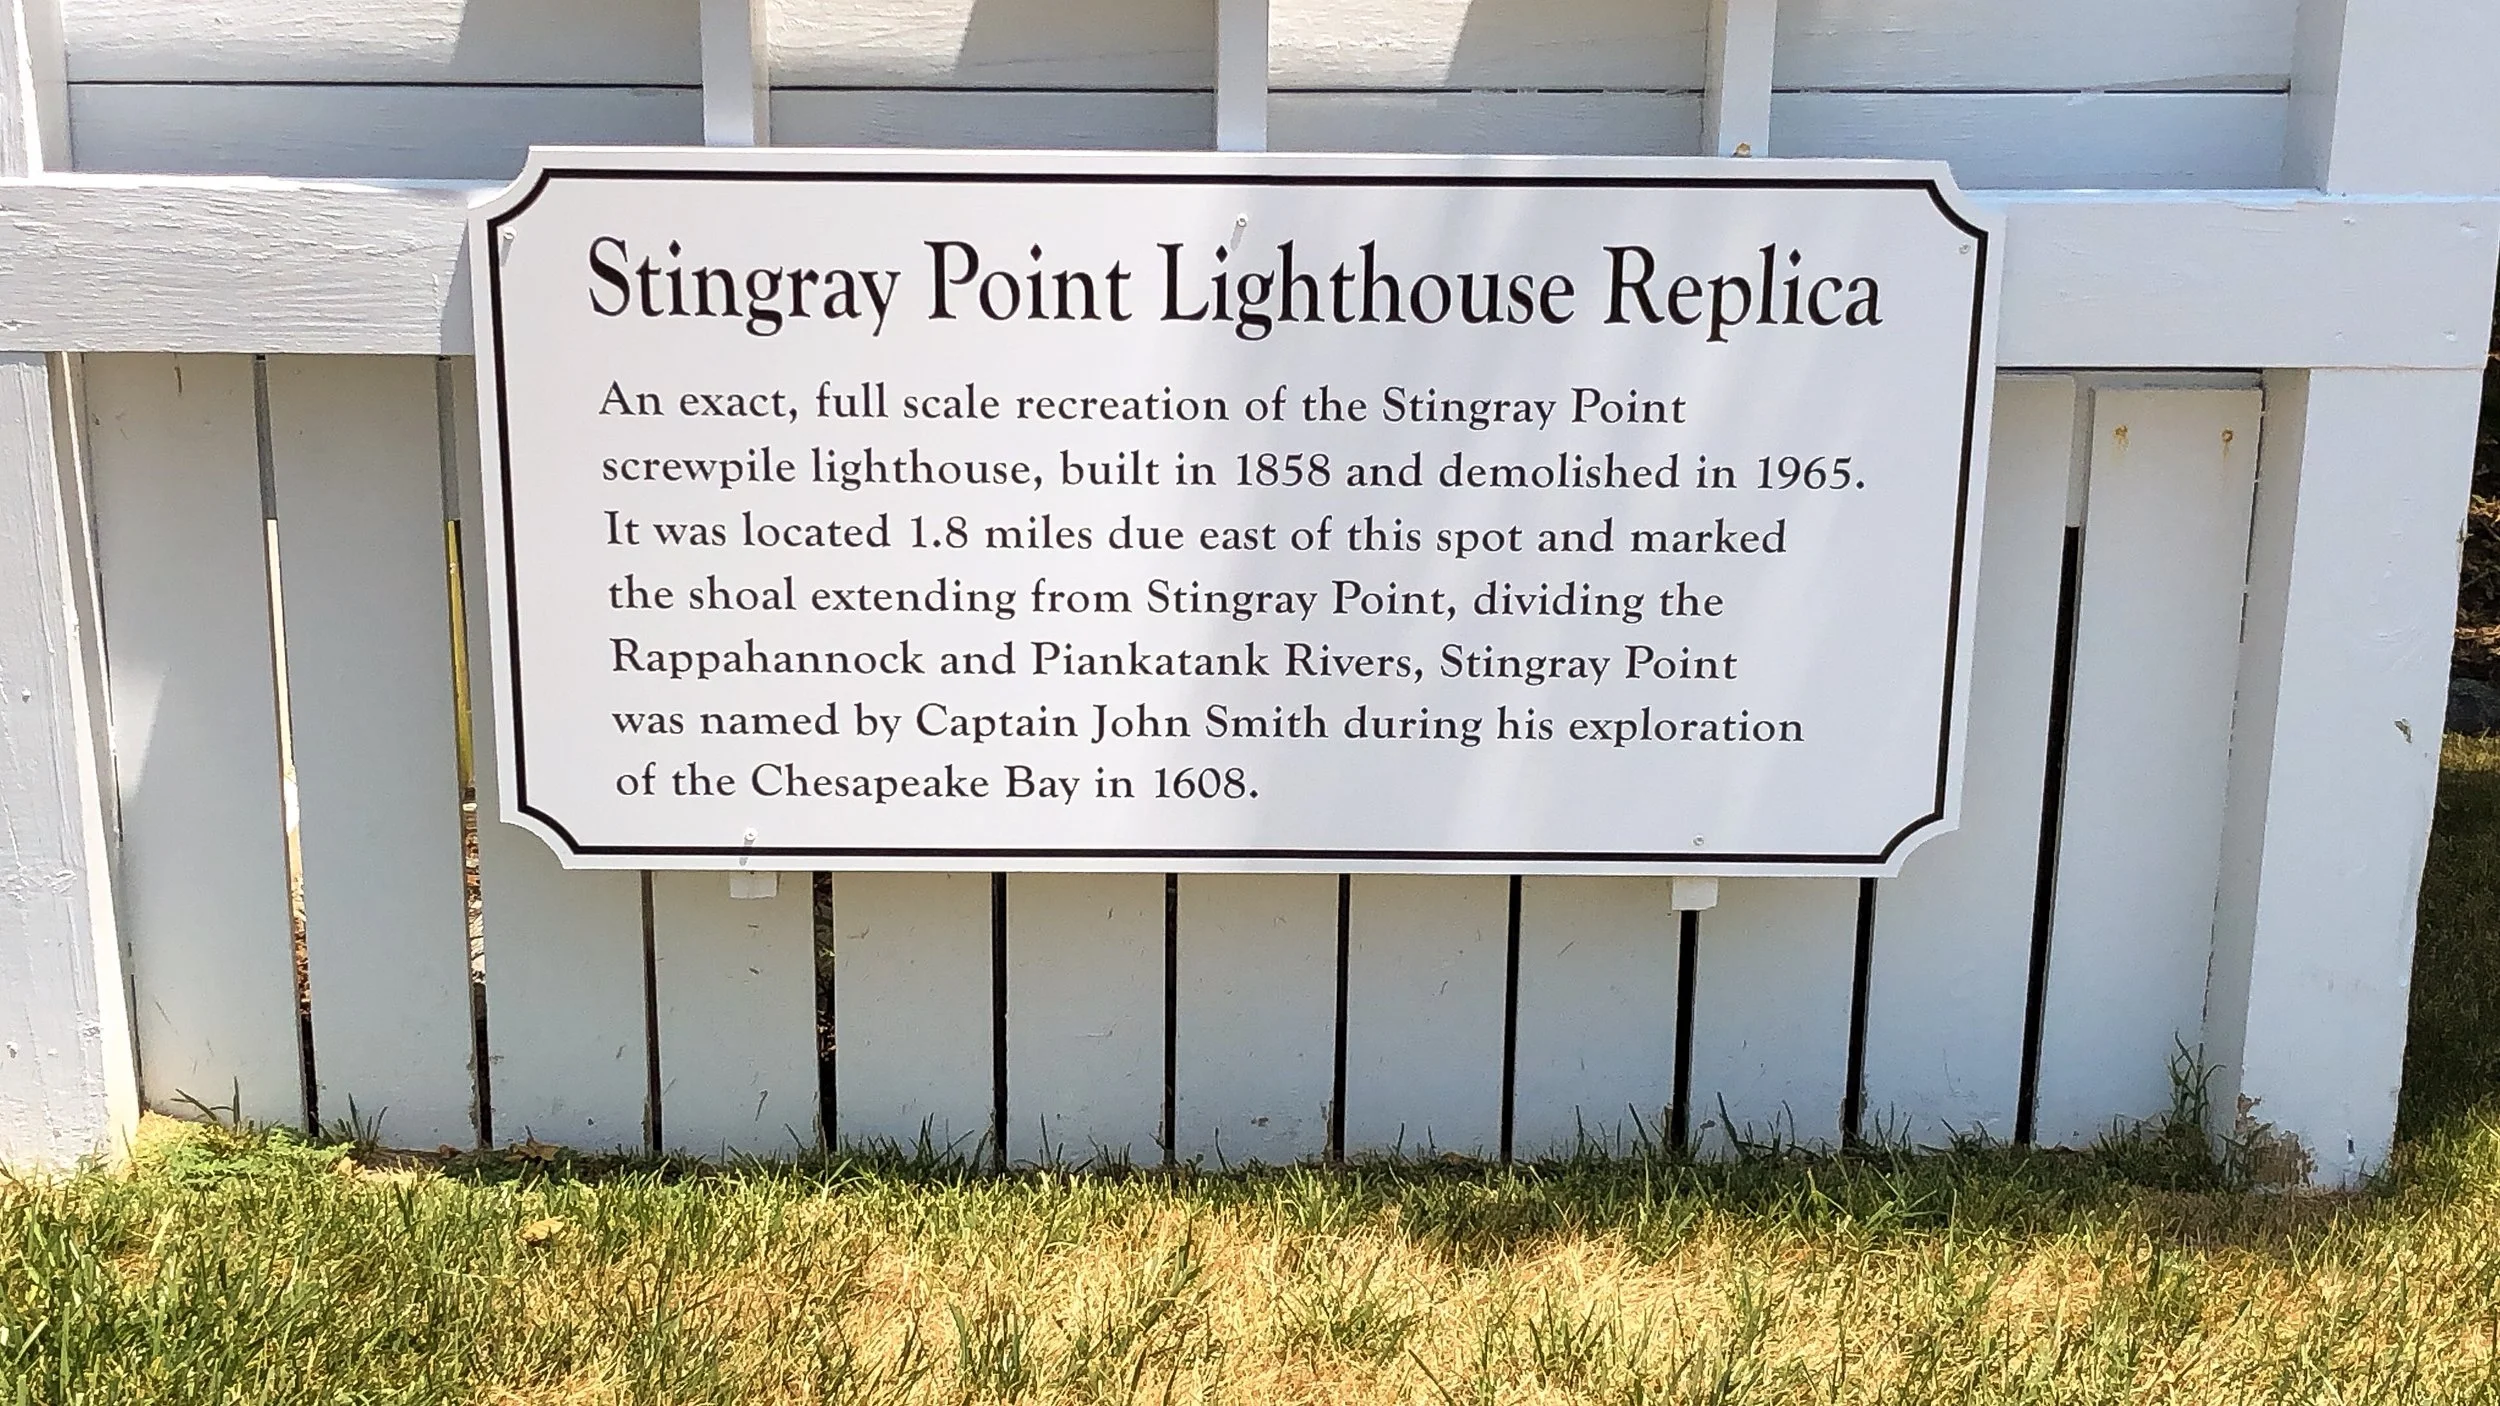 Stingray Point Lighthouse Replica
An exact, full scale recreation of the Stingray Point
screwpile lighthouse, built in 1858 and demolished in 1965.
It was located 1.8 miles due east of this spot and marked
the shoal extending from Stingray Point, dividing the
Rappahannock and Piankatank Rivers, Stingray Point
was named by Captain John Smith during his exploration
of the Chesapeake Bay in 1608.